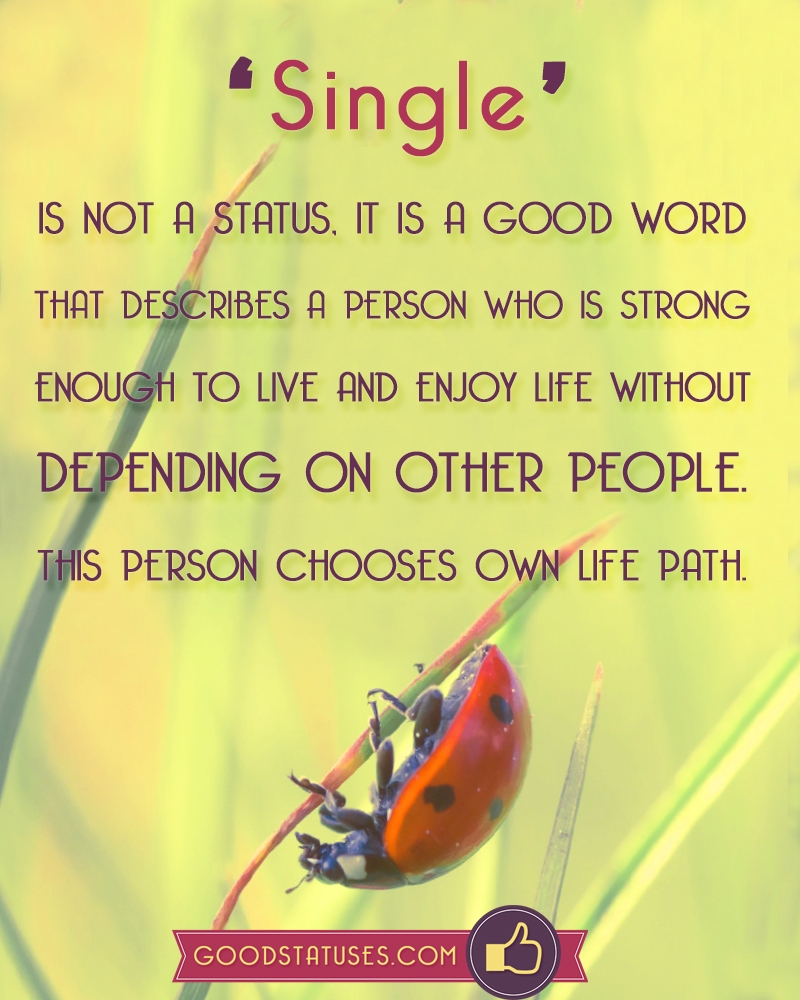 ‘Single’
IS NOT A STATUS, IT IS A GOOD WORD
THAT DESCRIBES A PERSON WHO IS STRONG
ENOUGH TO LIVE AND ENJOY LIFE WITHOUT
DEPENDING ON OTHER PEOPLE.
THIS PERSON CHOOSES OWN LIFE PATH.
GOODSTATUSES.COM